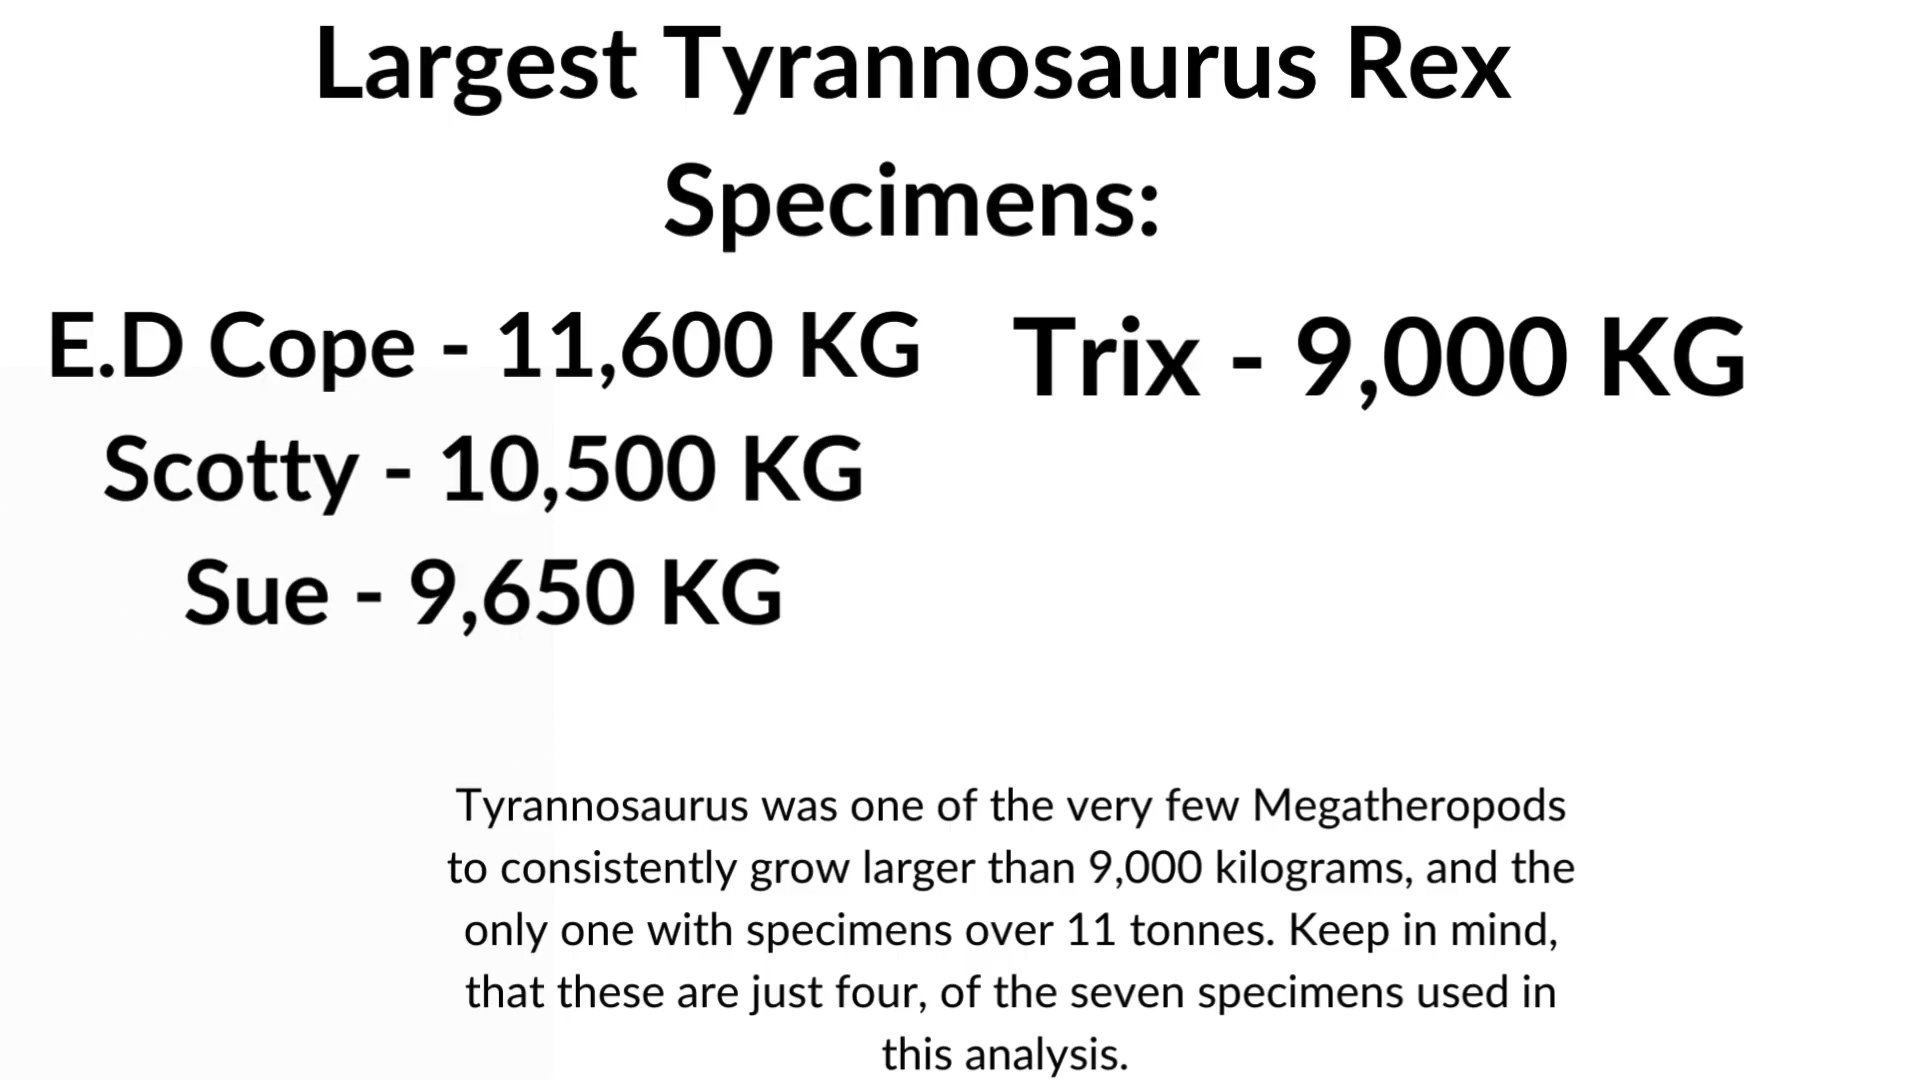 Largest Tyrannosaurus Rex
Specimens:
E.D Cope - 11,600 KG
Scotty - 10,500 KG
Sue - 9,650 KG
Trix - 9,000 KG
Tyrannosaurus was one of the very few Megatheropods
to consistently grow larger than 9,000 kilograms, and the
only one with specimens over 11 tonnes. Keep in mind,
that these are just four, of the seven specimens used in
this analysis.